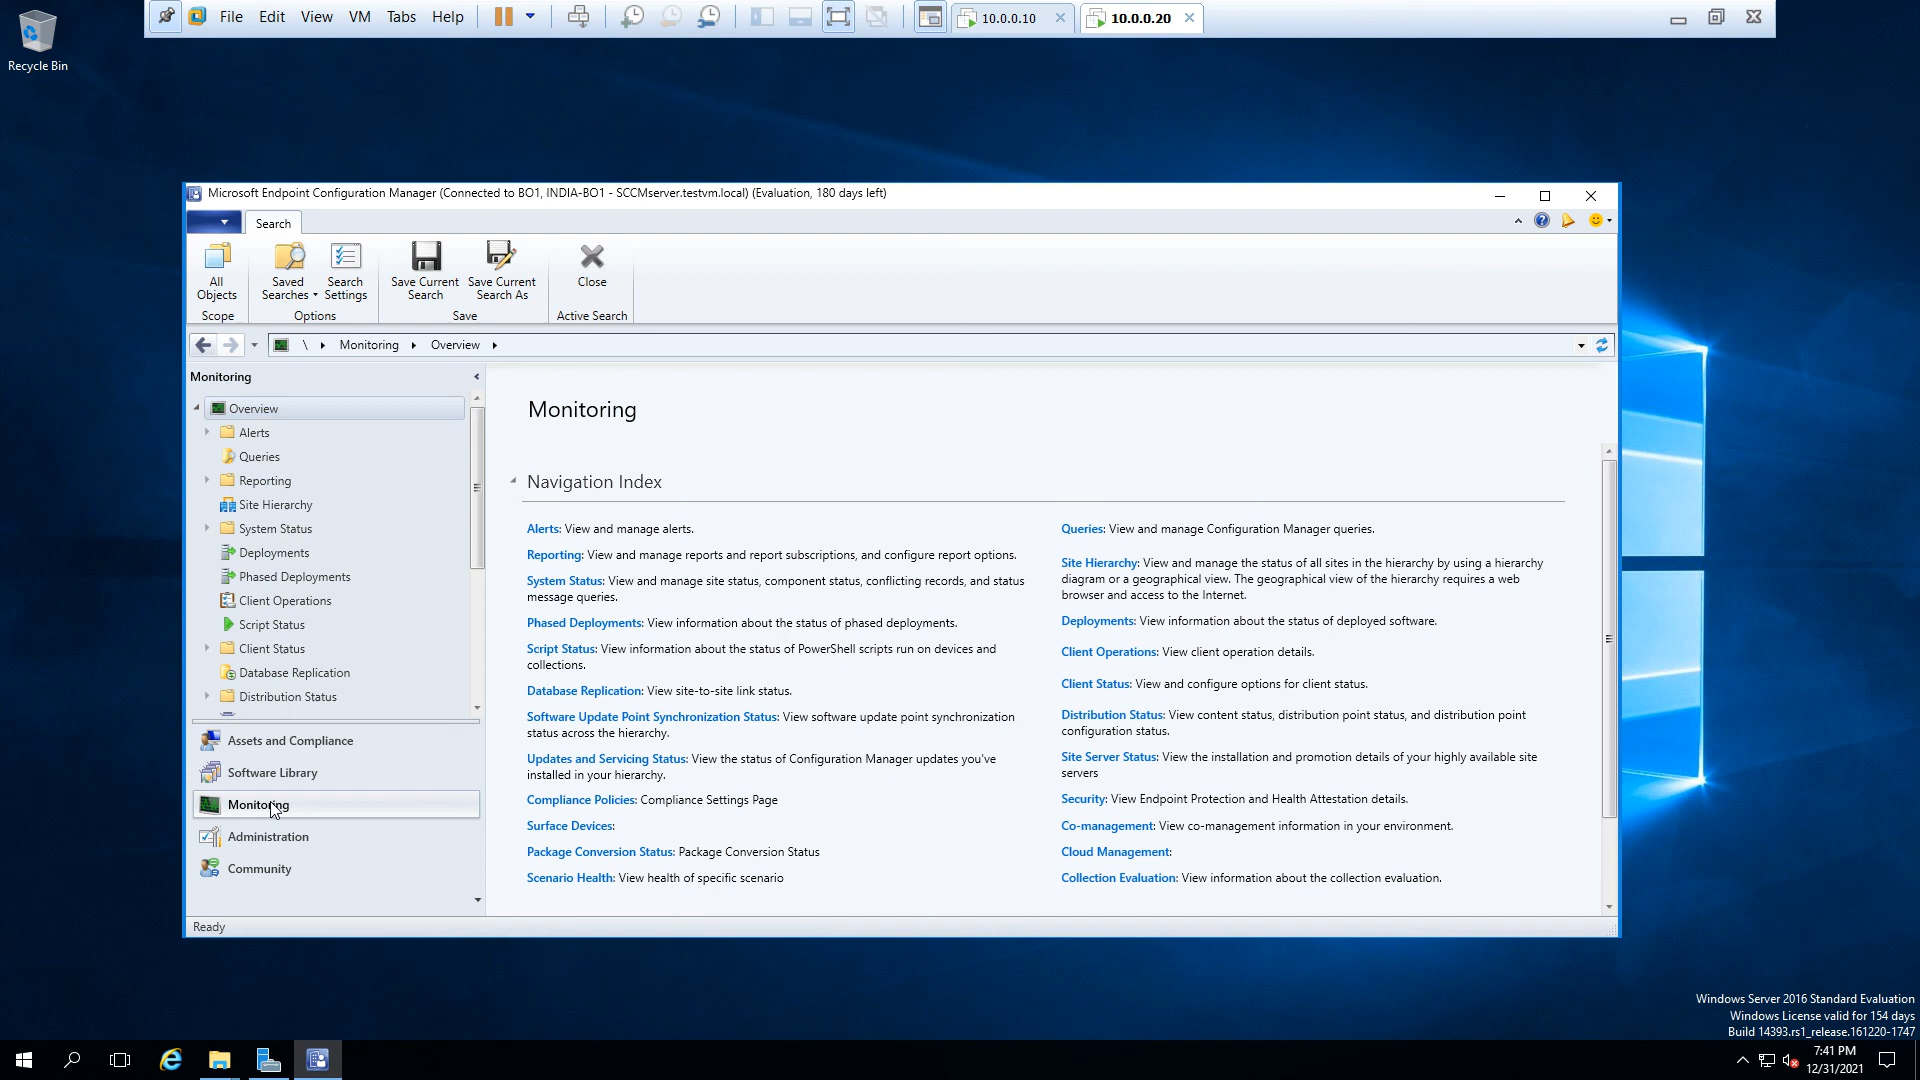 Recycle Bin
File Edit View VM Tabs Help
10.0.0.10
10.0.0.20
Microsoft Endpoint Configuration Manager (Connected to BO1, INDIA-BO1 - SCCMserver.testvm.local) (Evaluation, 180 days left)
Search
All Objects
Saved Searches
Search Settings
Save Current Search
Save Current Search As
Close
Scope
Options
Save
Active Search
\ Monitoring Overview
Monitoring
Overview
Alerts
Queries
Reporting
Site Hierarchy
System Status
Deployments
Phased Deployments
Client Operations
Script Status
Client Status
Database Replication
Distribution Status
Assets and Compliance
Software Library
Monitoring
Administration
Community
Monitoring
Navigation Index
Alerts: View and manage alerts.
Reporting: View and manage reports and report subscriptions, and configure report options.
System Status: View and manage site status, component status, conflicting records, and status
message queries.
Phased Deployments: View information about the status of phased deployments.
Script Status: View information about the status of PowerShell scripts run on devices and
collections.
Database Replication: View site-to-site link status.
Software Update Point Synchronization Status: View software update point synchronization
status across the hierarchy.
Updates and Servicing Status: View the status of Configuration Manager updates you've
installed in your hierarchy.
Compliance Policies: Compliance Settings Page
Surface Devices:
Package Conversion Status: Package Conversion Status
Scenario Health: View health of specific scenario
Queries: View and manage Configuration Manager queries.
Site Hierarchy: View and manage the status of all sites in the hierarchy by using a hierarchy
diagram or a geographical view. The geographical view of the hierarchy requires a web
browser and access to the Internet.
Deployments: View information about the status of deployed software.
Client Operations: View client operation details.
Client Status: View and configure options for client status.
Distribution Status: View content status, distribution point status, and distribution point
configuration status.
Site Server Status: View the installation and promotion details of your highly available site
servers
Security: View Endpoint Protection and Health Attestation details.
Co-management: View co-management information in your environment.
Cloud Management:
Collection Evaluation: View information about the collection evaluation.
Ready
Windows Server 2016 Standard Evaluation
Windows License valid for 154 days
Build 14393.rs1_release.161220-1747
7:41 PM
12/31/2021